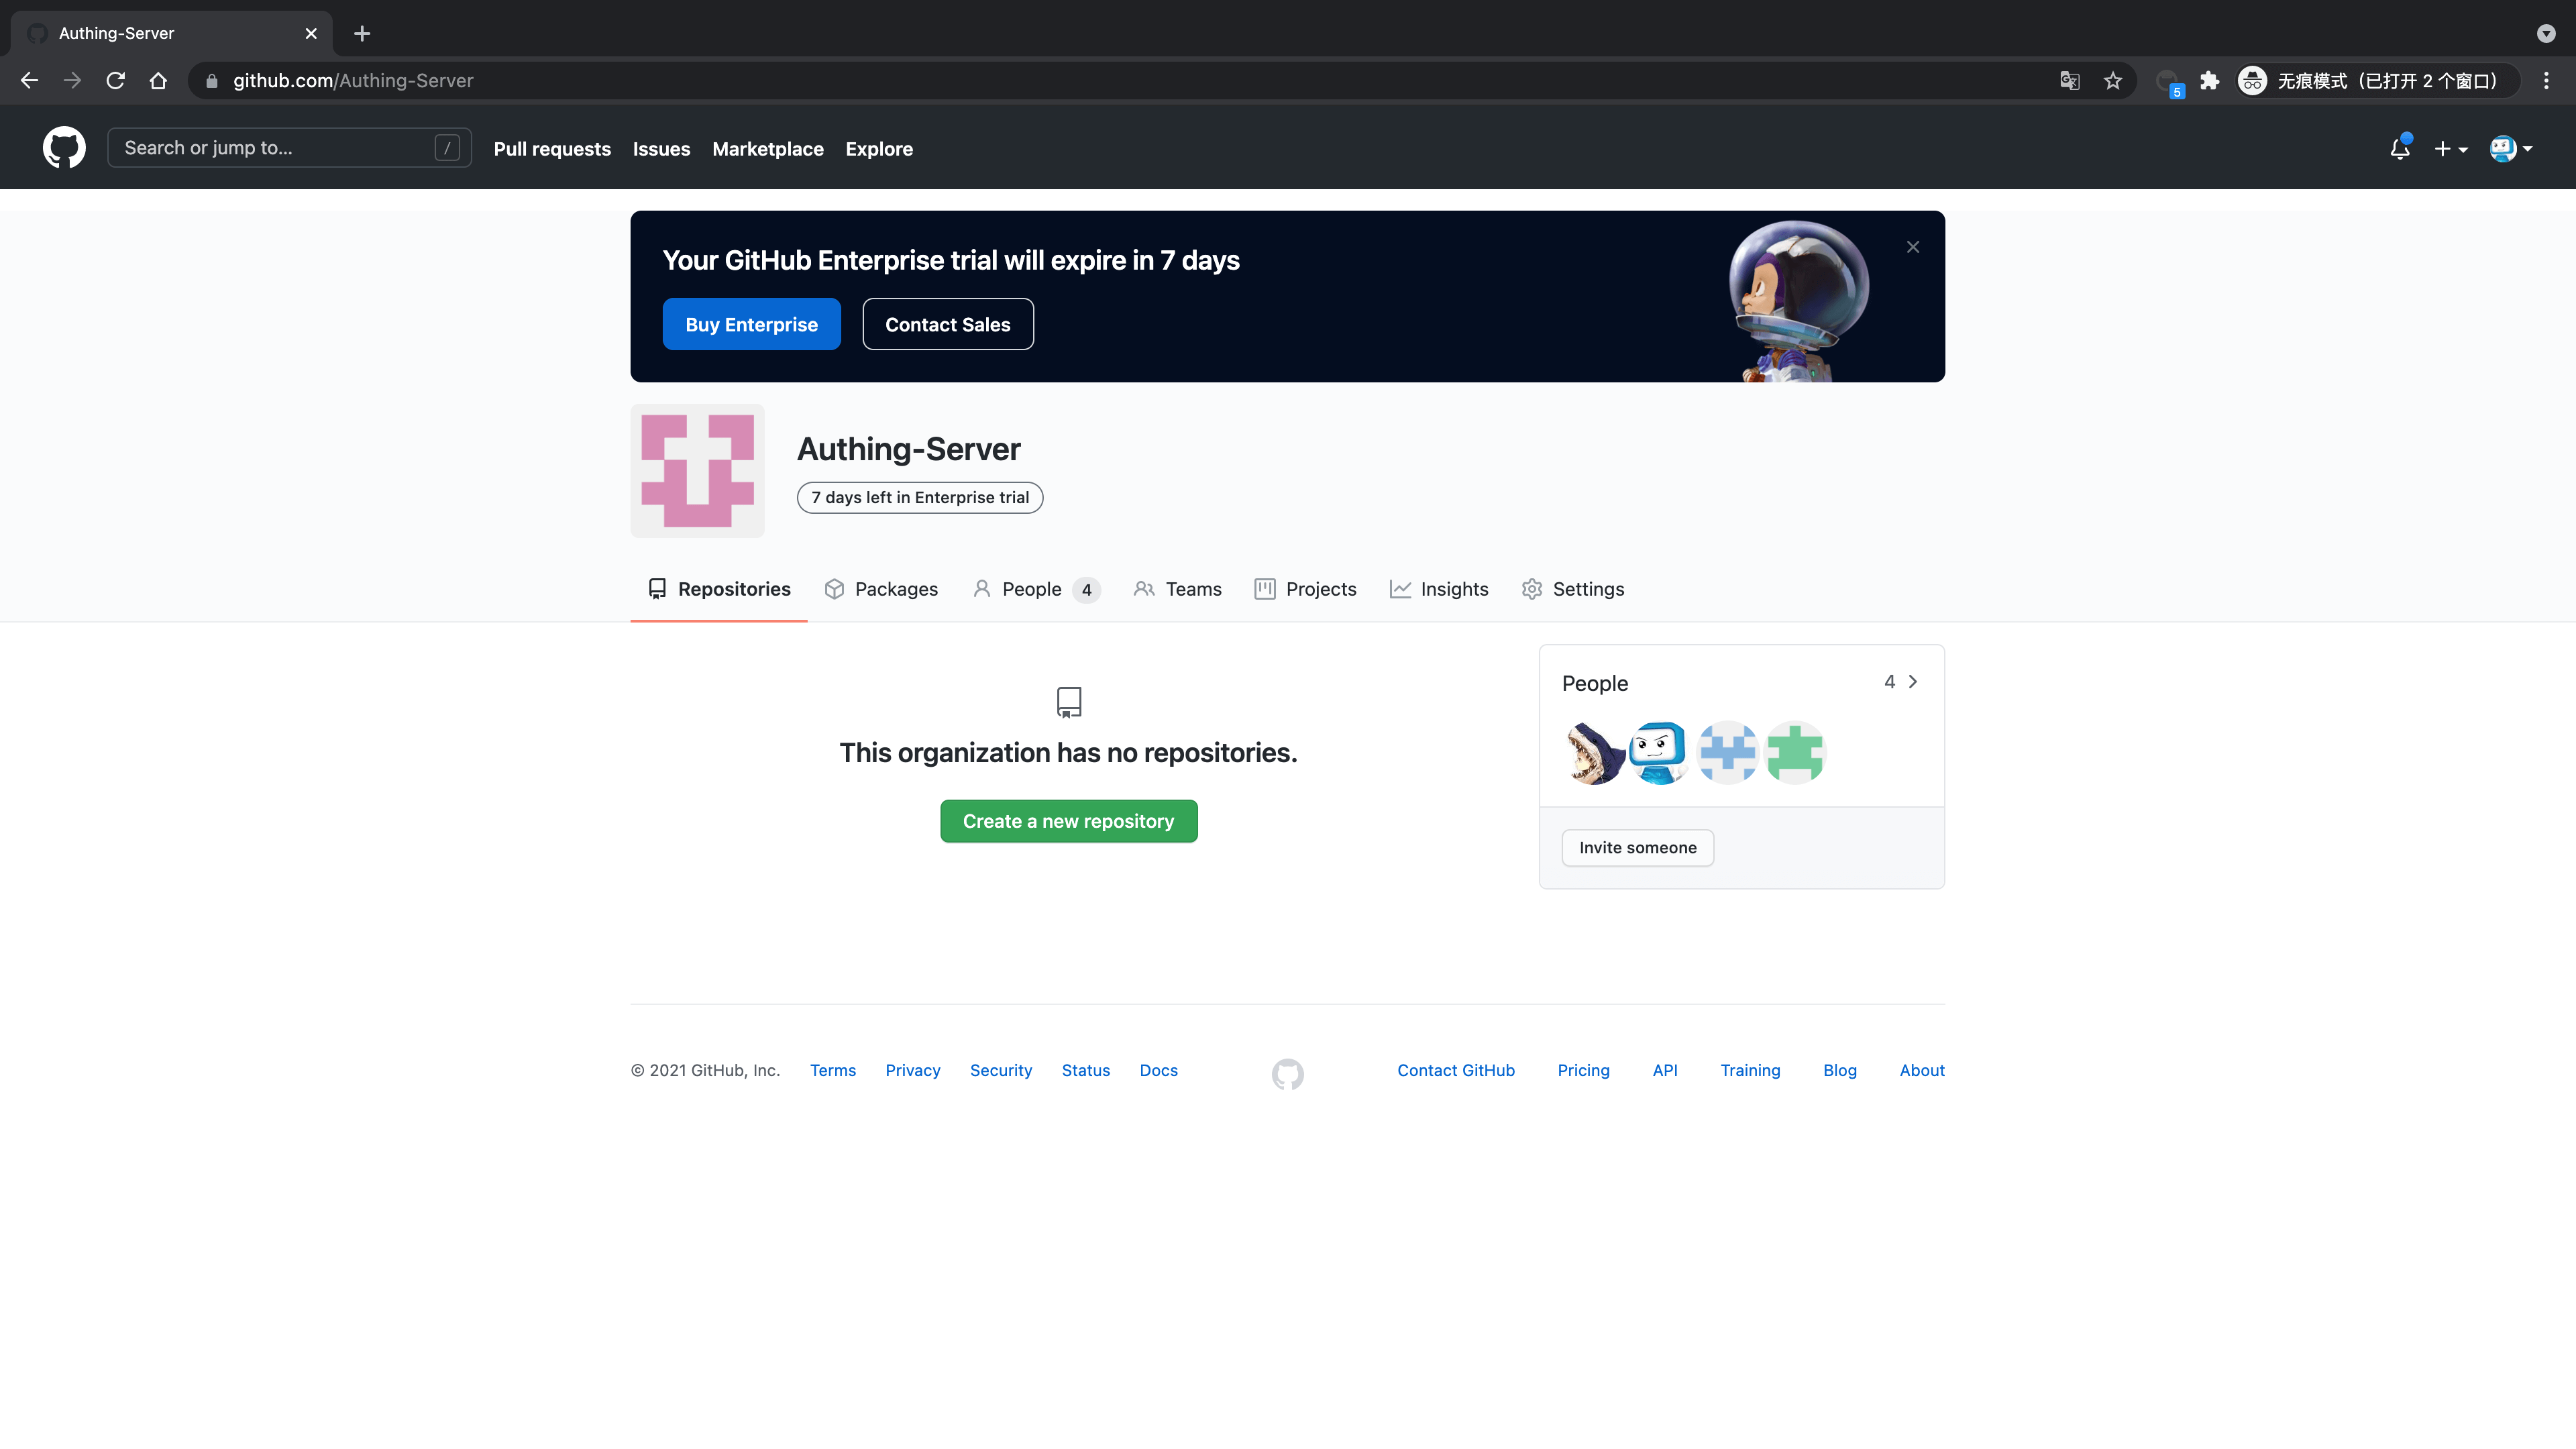 Authing-Server
github.com/Authing-Server
5
无痕模式（已打开 2 个窗口）
Search or jump to...
/
Pull requests
Issues
Marketplace
Explore
Your GitHub Enterprise trial will expire in 7 days
Buy Enterprise
Contact Sales
Authing-Server
7 days left in Enterprise trial
Repositories
Packages
People 4
Teams
Projects
Insights
Settings
This organization has no repositories.
Create a new repository
People
4
Invite someone
© 2021 GitHub, Inc.
Terms
Privacy
Security
Status
Docs
Contact GitHub
Pricing
API
Training
Blog
About